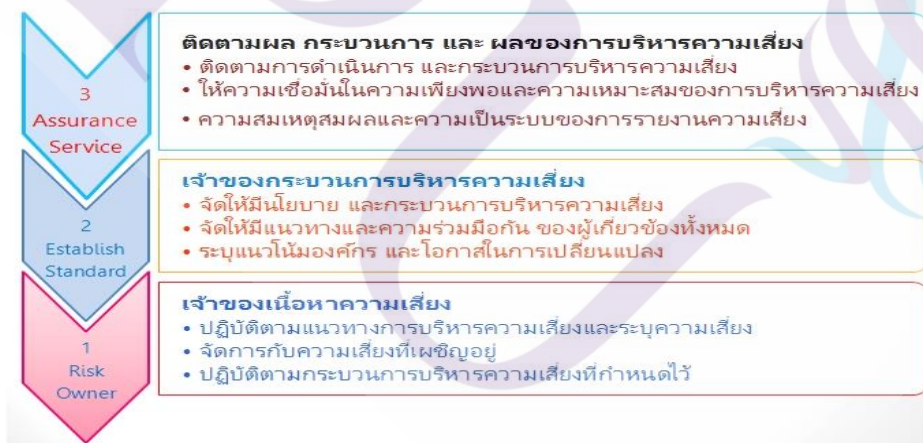 3
Assurance
Service
ติดตามผล กระบวนการ และ ผลของการบริหารความเสี่ยง
• ติดตามการดำเนินการ และกระบวนการบริหารความเสี่ยง
• ให้ความเชื่อมั่นในความเพียงพอและความเหมาะสมของการบริหารความเสี่ยง
• ความสมเหตุสมผลและความเป็นระบบของการรายงานความเสี่ยง
2
Establish
Standard
เจ้าของกระบวนการบริหารความเสี่ยง
• จัดให้มีนโยบาย และกระบวนการบริหารความเสี่ยง
• จัดให้มีแนวทางและความร่วมมือกัน ของผู้เกี่ยวข้องทั้งหมด
• ระบุแนวโน้มองค์กร และโอกาสในการเปลี่ยนแปลง
1
Risk
Owner
เจ้าของเนื้อหาความเสี่ยง
• ปฏิบัติตามแนวทางการบริหารความเสี่ยงและระบุความเสี่ยง
• จัดการกับความเสี่ยงที่เผชิญอยู่
• ปฏิบัติตามกระบวนการบริหารความเสี่ยงที่กำหนดไว้